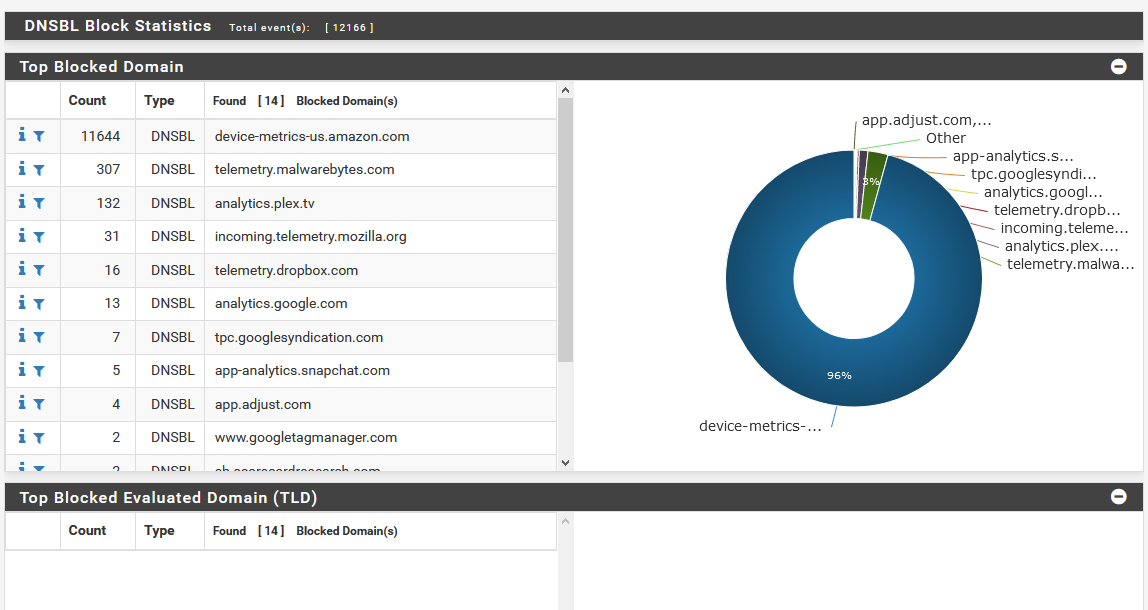 DNSBL Block Statistics Total event(s): [ 12166 ]
Top Blocked Domain
Count Type Found [ 14 ] Blocked Domain(s)
11644 DNSBL device-metrics-us.amazon.com
307 DNSBL telemetry.malwarebytes.com
132 DNSBL analytics.plex.tv
31 DNSBL incoming.telemetry.mozilla.org
16 DNSBL telemetry.dropbox.com
13 DNSBL analytics.google.com
7 DNSBL tpc.googlesyndication.com
5 DNSBL app-analytics.snapchat.com
4 DNSBL app.adjust.com
2 DNSBL www.googletagmanager.com
2 DNSBL sb.scorecardresearch.com
app.adjust.com,...
Other
app-analytics.s...
tpc.googlesyndi...
analytics.googl...
telemetry.dropb...
incoming.teleme...
analytics.plex....
telemetry.malwa...
3%
96%
device-metrics-...
Top Blocked Evaluated Domain (TLD)
Count Type Found [ 14 ] Blocked Domain(s)